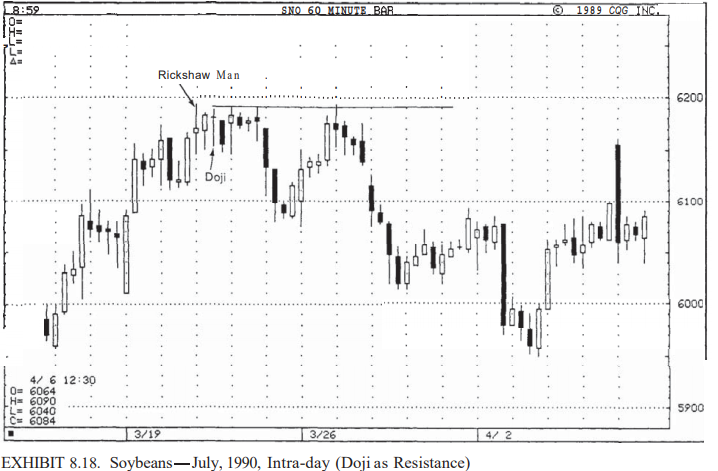 8:59 SNO 60 MINUTE BAR © 1989 CQG INC.
O=
H=
L=
L=
Δ=
Rickshaw Man
6200
Doji
6100
6000
4/ 6 12:30
O= 6064
H= 6090
L= 6040
C= 6084
5900
3/19 3/26 4/ 2
EXHIBIT 8.18. Soybeans—July, 1990, Intra-day (Doji as Resistance)